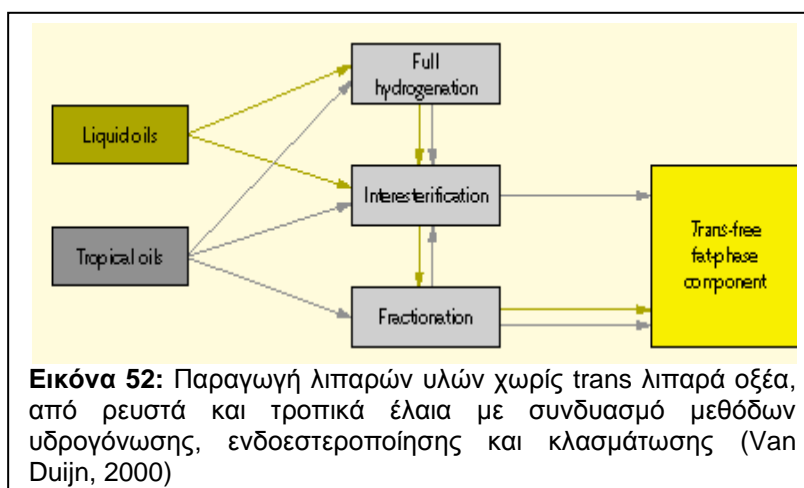 Full
hydrogenation
Liquid oils
Interesterification
Tropical oils
Trans-free
fat-phase
component
Fractionation
Εικόνα 52: Παραγωγή λιπαρών υλών χωρίς trans λιπαρά οξέα,
από ρευστά και τροπικά έλαια με συνδυασμό μεθόδων
υδρογόνωσης, ενδοεστεροποίησης και κλασμάτωσης (Van
Duijn, 2000)